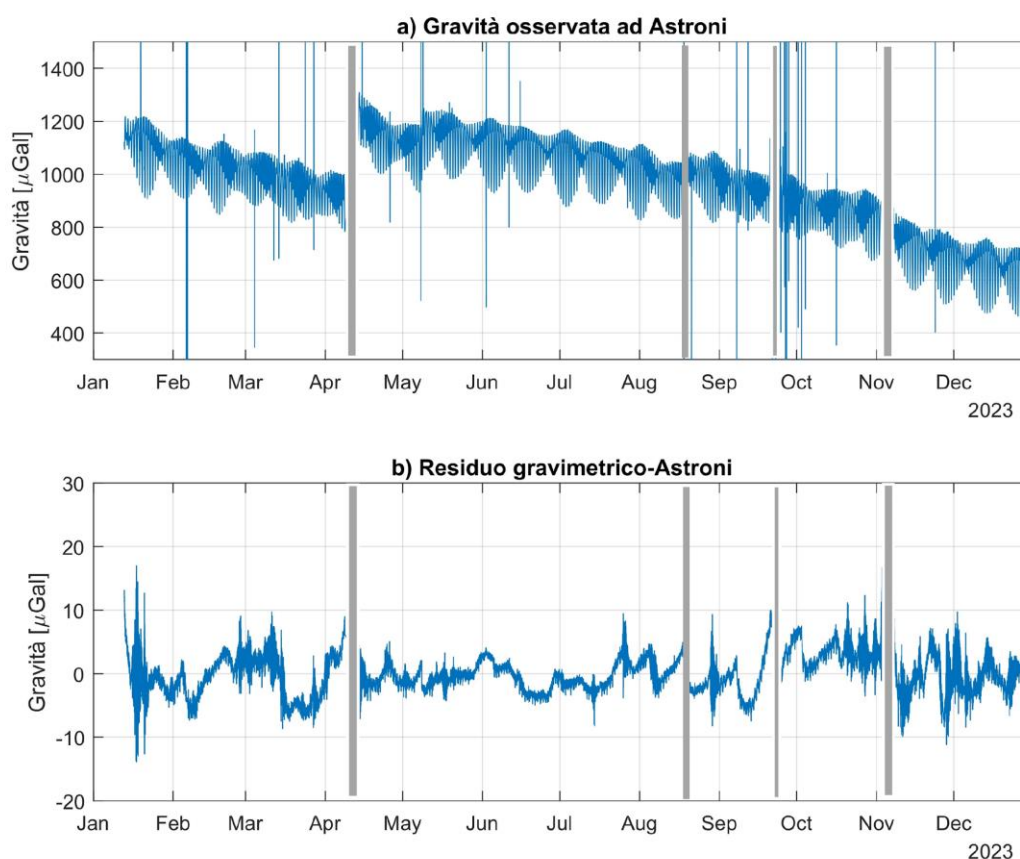 a) Gravità osservata ad Astroni
1400
1200
1000
800
600
400
Gravità [μGal]
Jan Feb Mar Apr May Jun Jul Aug Sep Oct Nov Dec
2023
b) Residuo gravimetrico-Astroni
30
20
10
0
-10
-20
Gravità [μGal]
Jan Feb Mar Apr May Jun Jul Aug Sep Oct Nov Dec
2023